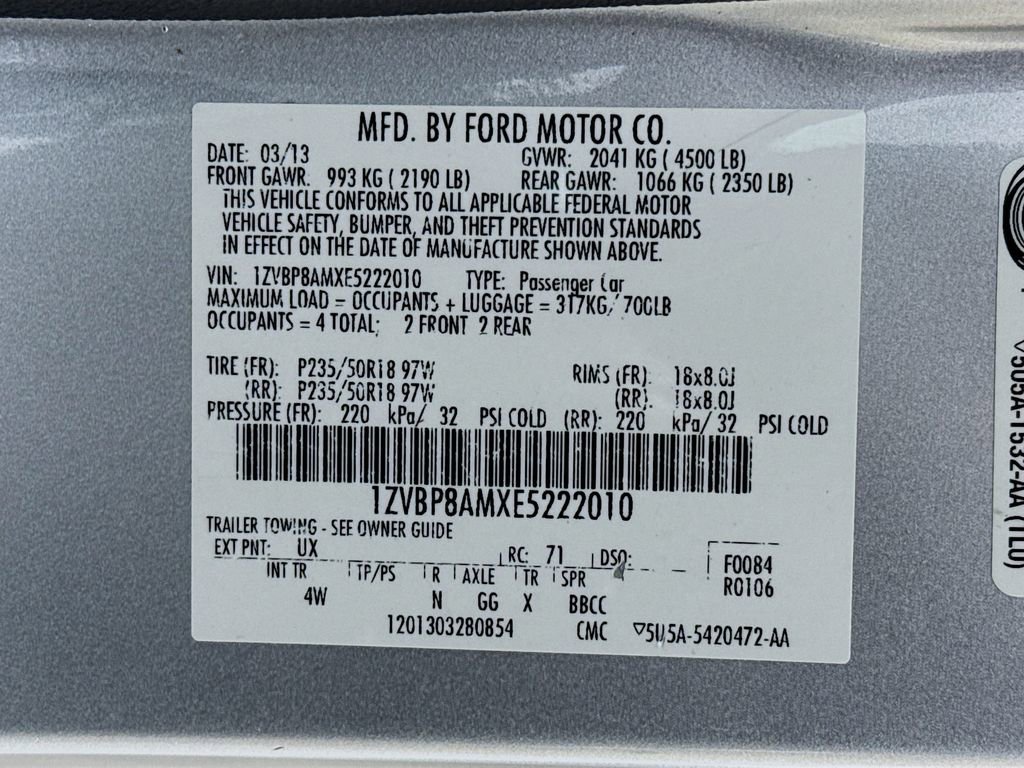 MFD. BY FORD MOTOR CO.
DATE: 03/13 GVWR: 2041 KG ( 4500 LB)
FRONT GAWR: 993 KG ( 2190 LB) REAR GAWR: 1066 KG ( 2350 LB)
THIS VEHICLE CONFORMS TO ALL APPLICABLE FEDERAL MOTOR
VEHICLE SAFETY, BUMPER, AND THEFT PREVENTION STANDARDS
IN EFFECT ON THE DATE OF MANUFACTURE SHOWN ABOVE.
VIN: 1ZVBP8AMXE5222010 TYPE: Passenger Car
MAXIMUM LOAD = OCCUPANTS + LUGGAGE = 317KG/ 700LB
OCCUPANTS = 4 TOTAL; 2 FRONT 2 REAR
TIRE (FR): P235/50R18 97W RIMS (FR): 18x8.0J
(RR): P235/50R18 97W (RR): 18x8.0J
PRESSURE (FR): 220 kPa/ 32 PSI COLD (RR): 220 kPa/ 32 PSI COLD
1ZVBP8AMXE5222010
TRAILER TOWING - SEE OWNER GUIDE
EXT PNT: UX RC: 71 DSO: F0084
R0106
INT TR TP/PS R AXLE TR SPR
4W N GG X BBCC
1201303280854 CMC ▽5U5A-5420472-AA
▽505A-1532-AA (TL0)